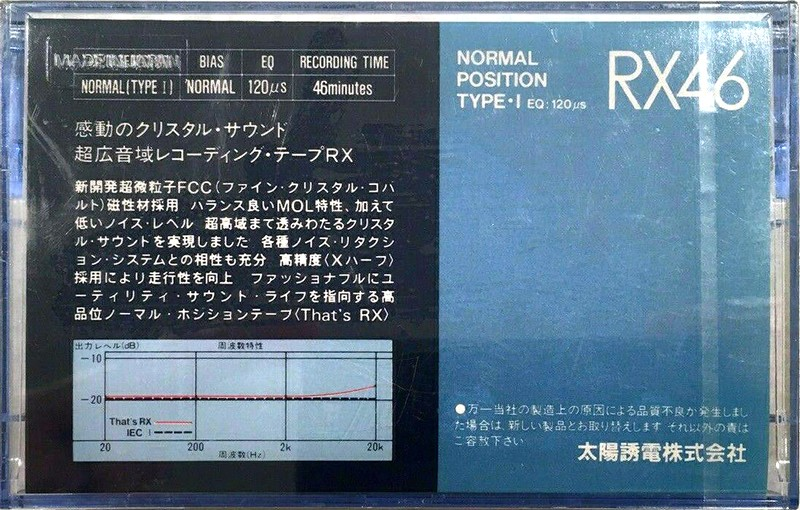 MADE IN JAPAN BIAS EQ RECORDING TIME
NORMAL(TYPE I) NORMAL 120μs 46minutes
感動のクリスタル・サウンド
超広音域レコーディング・テープRX
新開発超微粒子FCC(ファイン・クリスタル・コバ
ルト)磁性材採用 バランス良いMOL特性、加えて
低いノイズ・レベル 超高域まで透みわたるクリスタ
ル・サウンドを実現しました 各種ノイズ・リダクシ
ョン・システムとの相性も充分 高精度〈Xハーフ〉
採用により走行性を向上 ファッショナブルにユ
ーティリティ・サウンド・ライフを指向する高
品位ノーマル・ポジションテープ〈That's RX〉
出力レベル(dB) 周波数特性
-10
-20
That's RX
IEC I
20 200 2k 20k
周波数(Hz)
NORMAL
POSITION
TYPE・I EQ: 120μs
RX46
●万一当社の製造上の原因による品質不良が発生しまし
た場合は、新しい製品とお取り替えします それ以外の責は
ご容赦下さい
太陽誘電株式会社